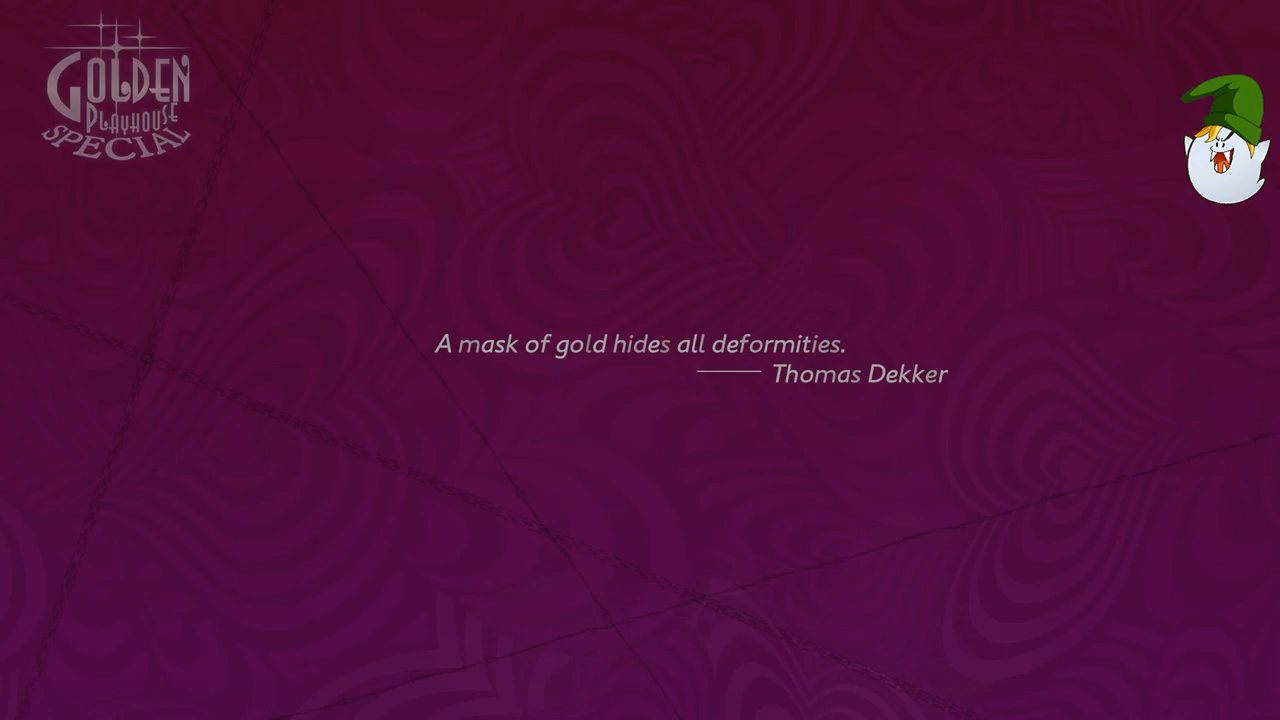 GOLDEN
PLAYHOUSE
SPECIAL
A mask of gold hides all deformities.
Thomas Dekker